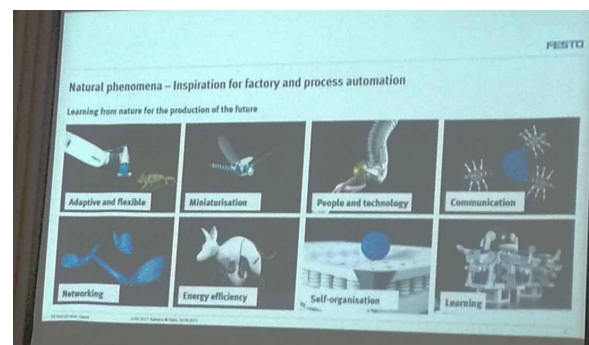 FESTO
Natural phenomena – Inspiration for factory and process automation
Learning from nature for the production of the future
Adaptive and flexible
Miniaturisation
People and technology
Communication
Networking
Energy efficiency
Self-organisation
Learning